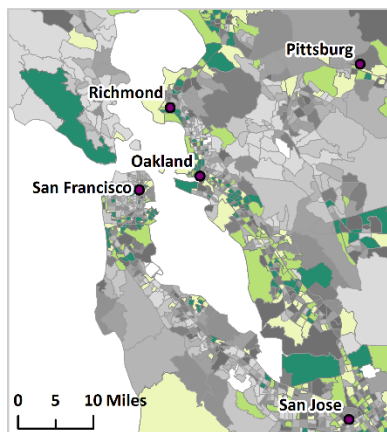 Pittsburg
Richmond
Oakland
San Francisco
San Jose
0 5 10 Miles